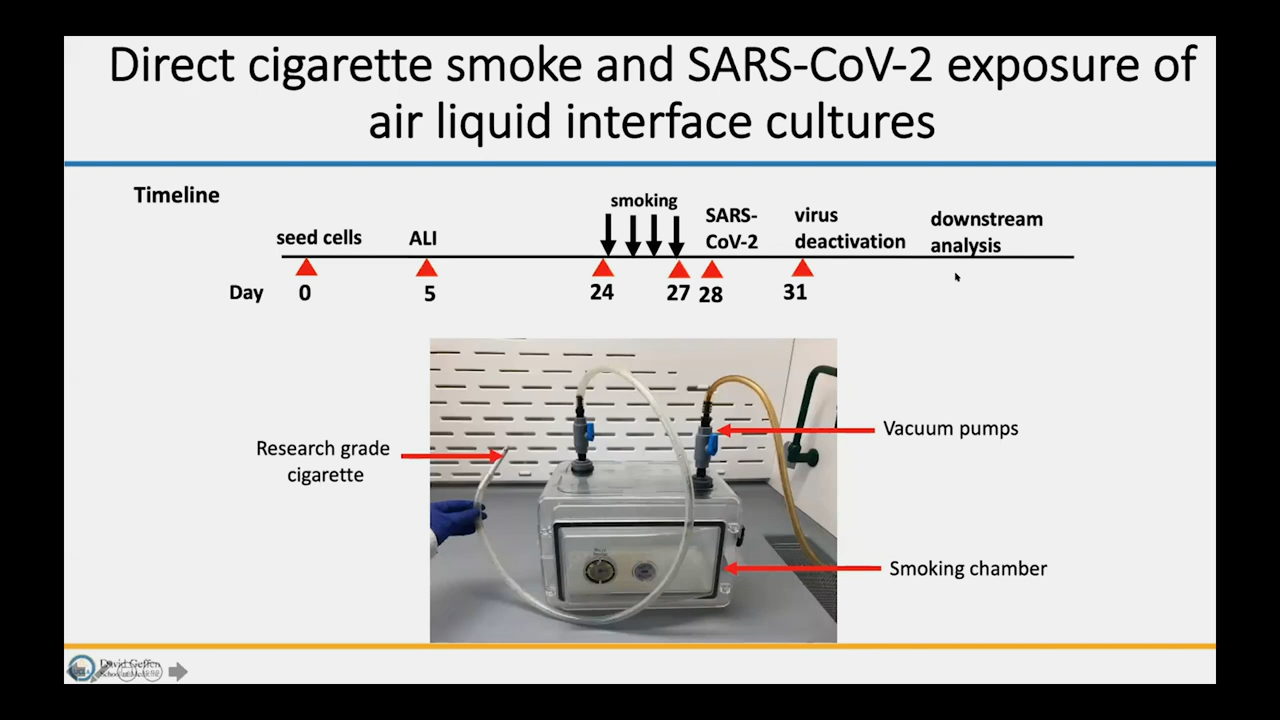 Direct cigarette smoke and SARS-CoV-2 exposure of
air liquid interface cultures
Timeline
seed cells
ALI
smoking
SARS-
CoV-2
virus
deactivation
downstream
analysis
Day
0
5
24
27
28
31
Research grade
cigarette
Vacuum pumps
Smoking chamber
David Geffen